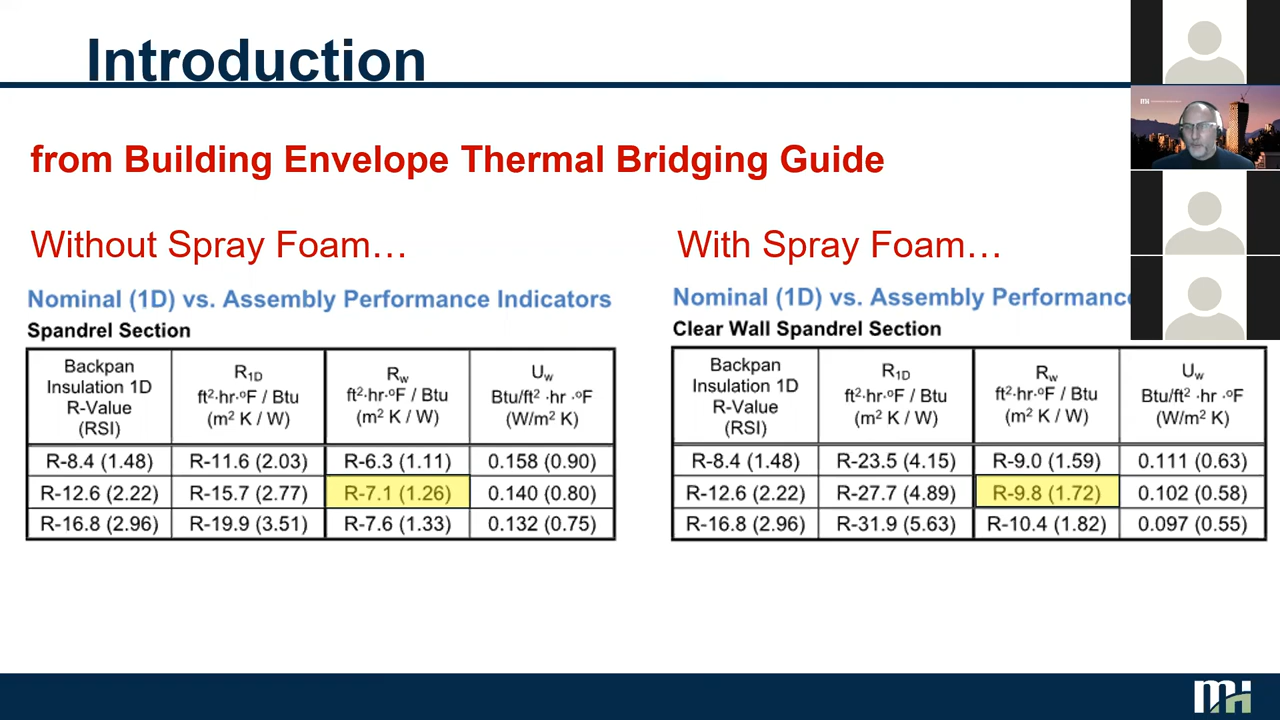 Introduction
from Building Envelope Thermal Bridging Guide
Without Spray Foam…
Nominal (1D) vs. Assembly Performance Indicators
Spandrel Section
Backpan Insulation 1D R-Value (RSI) | R1D ft²·hr·ºF / Btu (m² K / W) | Rw ft²·hr·ºF / Btu (m² K / W) | Uw Btu/ft² ·hr ·ºF (W/m² K)
R-8.4 (1.48) | R-11.6 (2.03) | R-6.3 (1.11) | 0.158 (0.90)
R-12.6 (2.22) | R-15.7 (2.77) | R-7.1 (1.26) | 0.140 (0.80)
R-16.8 (2.96) | R-19.9 (3.51) | R-7.6 (1.33) | 0.132 (0.75)
With Spray Foam…
Nominal (1D) vs. Assembly Performance
Clear Wall Spandrel Section
Backpan Insulation 1D R-Value (RSI) | R1D ft²·hr·ºF / Btu (m² K / W) | Rw ft²·hr·ºF / Btu (m² K / W) | Uw Btu/ft² ·hr ·ºF (W/m² K)
R-8.4 (1.48) | R-23.5 (4.15) | R-9.0 (1.59) | 0.111 (0.63)
R-12.6 (2.22) | R-27.7 (4.89) | R-9.8 (1.72) | 0.102 (0.58)
R-16.8 (2.96) | R-31.9 (5.63) | R-10.4 (1.82) | 0.097 (0.55)